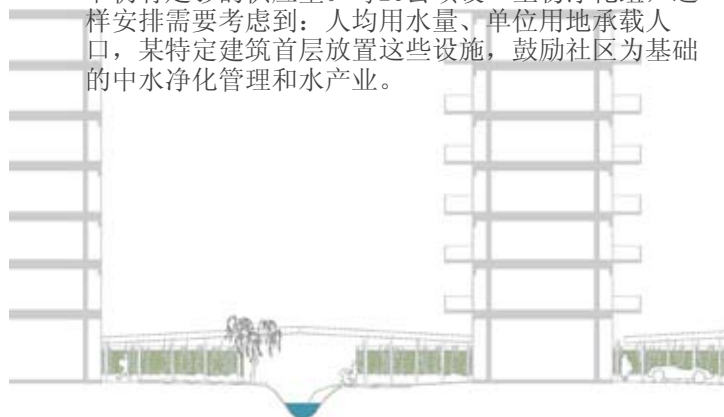 样安排需要考虑到：人均用水量、单位用地承载人
口，某特定建筑首层放置这些设施，鼓励社区为基础
的中水净化管理和水产业。